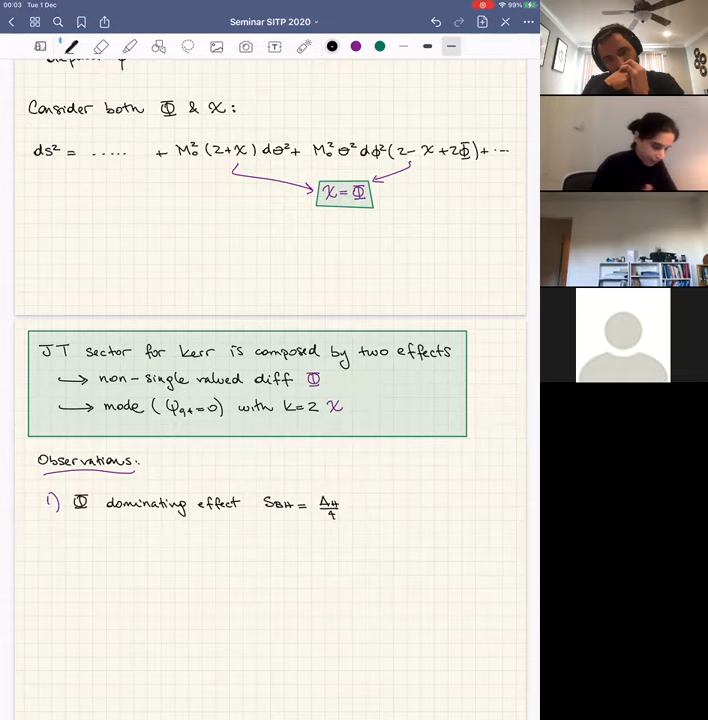 00:03 Tue 1 Dec
99%
Seminar SITP 2020
Consider both Φ & χ :
ds² = ..... + M₀² (2+χ) dθ² + M₀² θ² dϕ² (2 - χ + 2Φ) + ...
χ = Φ
JT sector for Kerr is composed by two effects
→ non-single valued diff Φ
→ mode (Ψ₀,₄=0) with k=2 χ
Observations:
1) Φ dominating effect S_BH = A_H/4